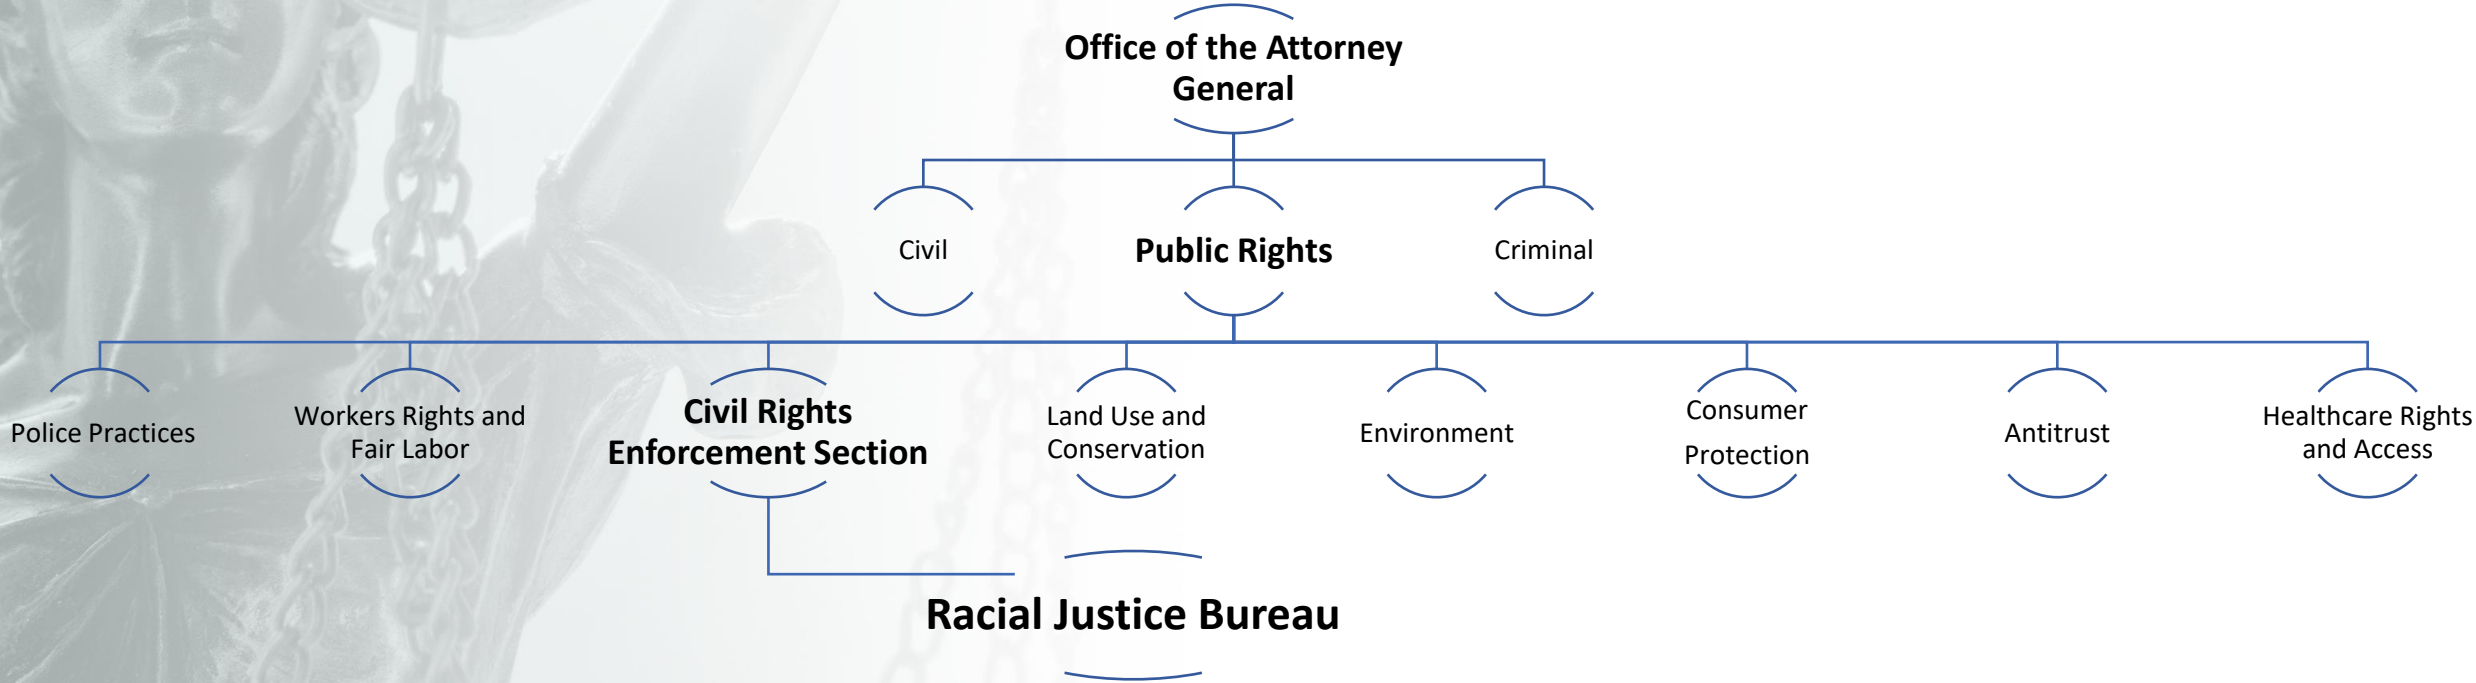 Office of the Attorney
General
Civil
Public Rights
Criminal
Police Practices
Workers Rights and
Fair Labor
Civil Rights
Enforcement Section
Land Use and
Conservation
Environment
Consumer
Protection
Antitrust
Healthcare Rights
and Access
Racial Justice Bureau